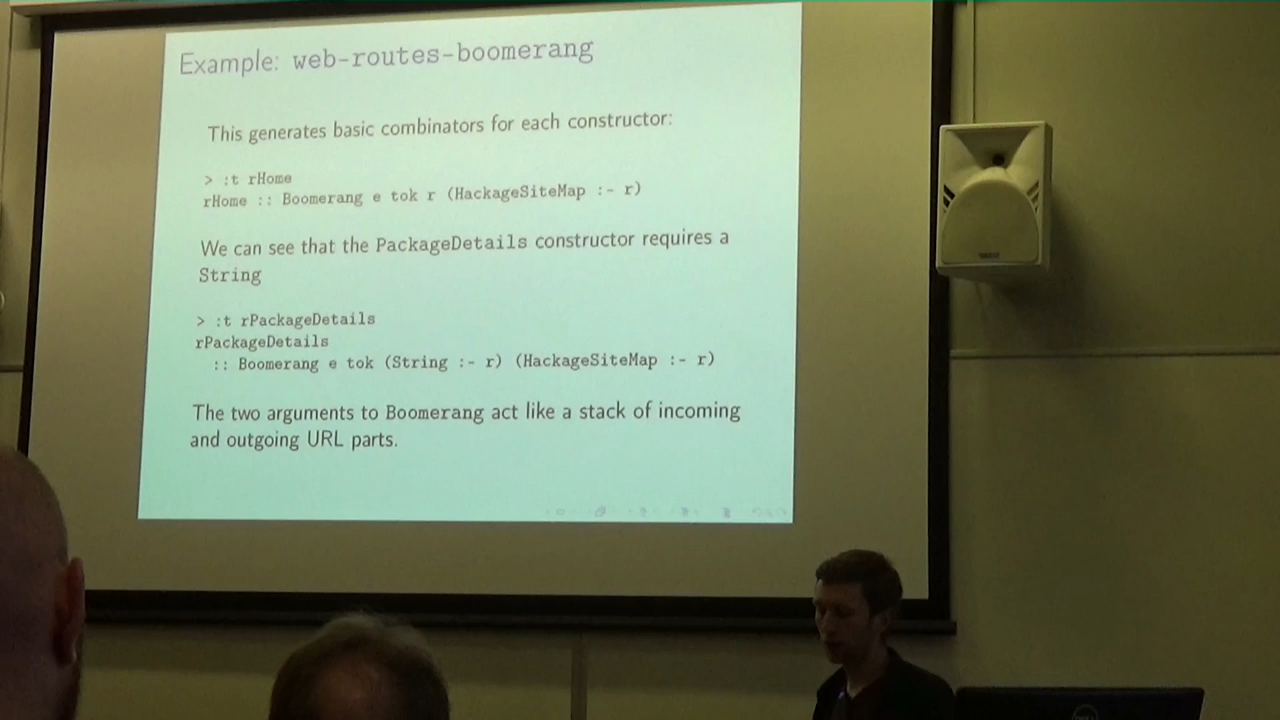 Example: web-routes-boomerang
This generates basic combinators for each constructor:
> :t rHome
rHome :: Boomerang e tok r (HackageSiteMap :- r)
We can see that the PackageDetails constructor requires a
String
> :t rPackageDetails
rPackageDetails
:: Boomerang e tok (String :- r) (HackageSiteMap :- r)
The two arguments to Boomerang act like a stack of incoming
and outgoing URL parts.